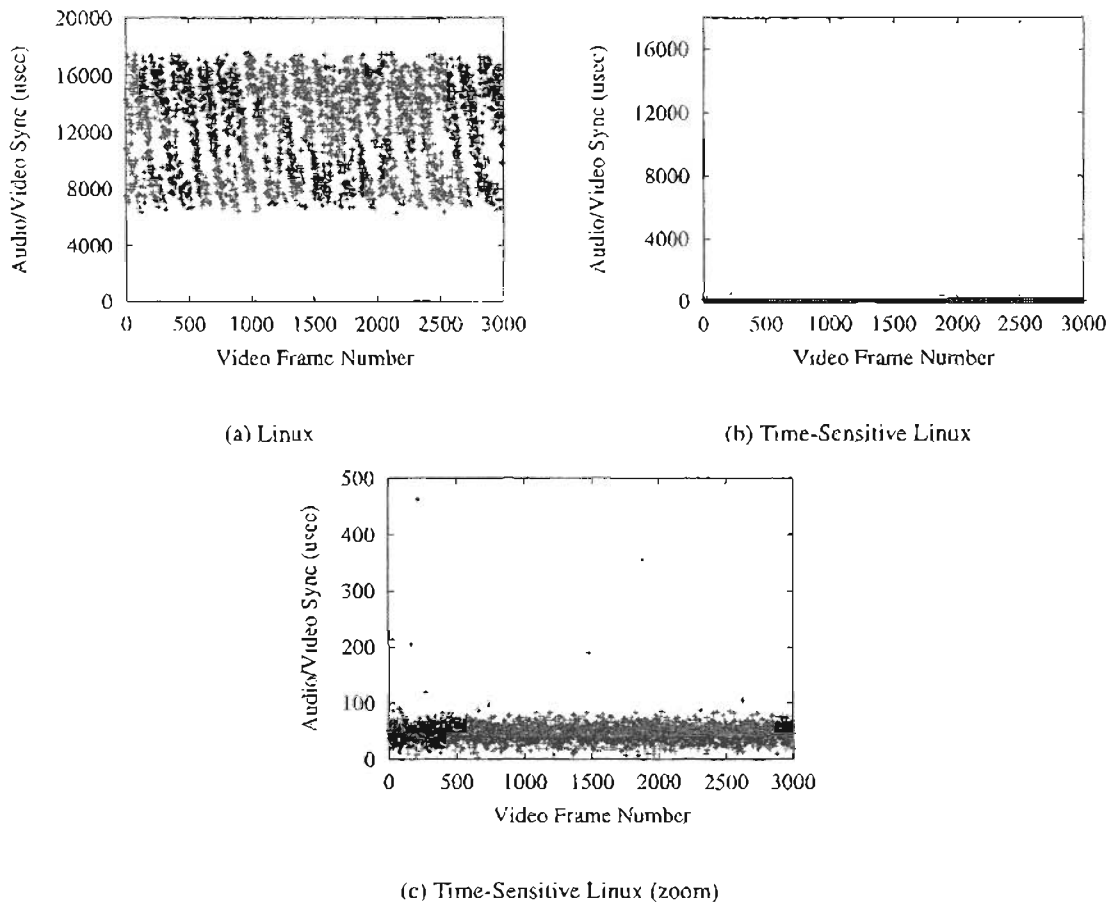 20000
16000
12000
8000
4000
0
Audio/Video Sync (usec)
0 500 1000 1500 2000 2500 3000
Video Frame Number
(a) Linux
16000
12000
8000
4000
0
Audio/Video Sync (usec)
0 500 1000 1500 2000 2500 3000
Video Frame Number
(b) Time-Sensitive Linux
500
400
300
200
100
0
Audio/Video Sync (usec)
0 500 1000 1500 2000 2500 3000
Video Frame Number
(c) Time-Sensitive Linux (zoom)